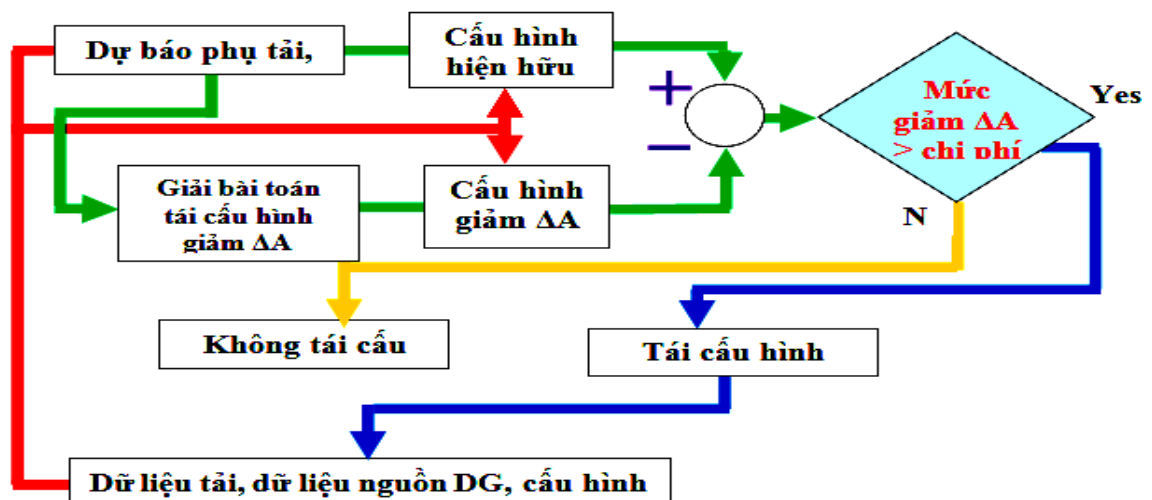 Dự báo phụ tải,
Cấu hình
hiện hữu
+
−
Mức
giảm ΔA
> chi phí
Yes
N
Giải bài toán
tái cấu hình
giảm ΔA
Cấu hình
giảm ΔA
Không tái cấu
Tái cấu hình
Dữ liệu tải, dữ liệu nguồn DG, cấu hình